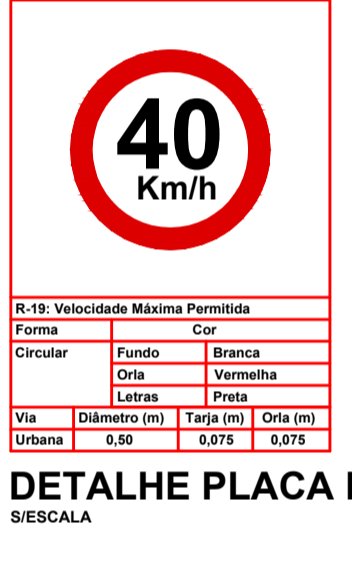 40
Km/h
R-19: Velocidade Máxima Permitida
Forma Cor
Circular Fundo Branca
Orla Vermelha
Letras Preta
Via Diâmetro (m) Tarja (m) Orla (m)
Urbana 0,50 0,075 0,075
DETALHE PLACA
S/ESCALA